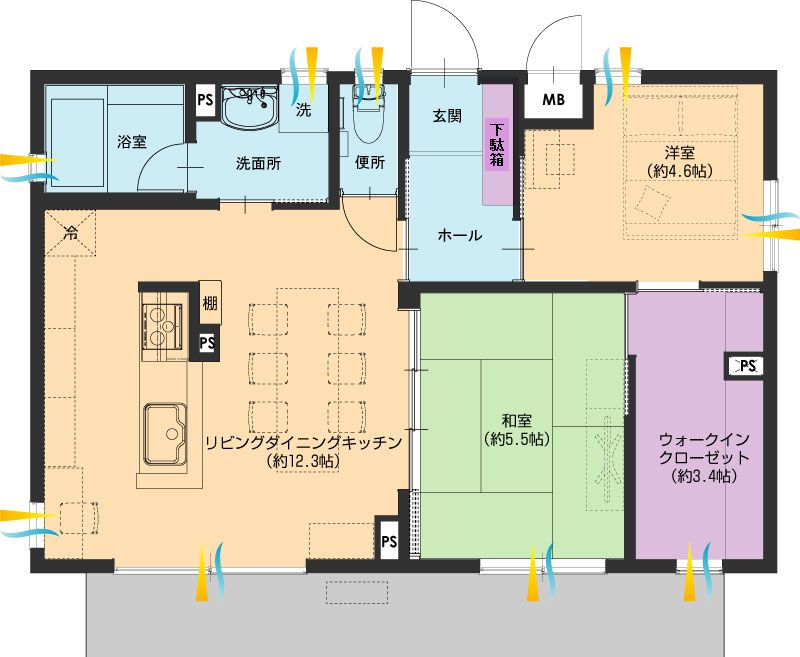 PS
洗
玄関
下駄箱
MB
浴室
洗面所
便所
洋室
(約4.6帖)
冷
ホール
棚
PS
PS
リビングダイニングキッチン
(約12.3帖)
和室
(約5.5帖)
ウォークイン
クローゼット
(約3.4帖)
PS